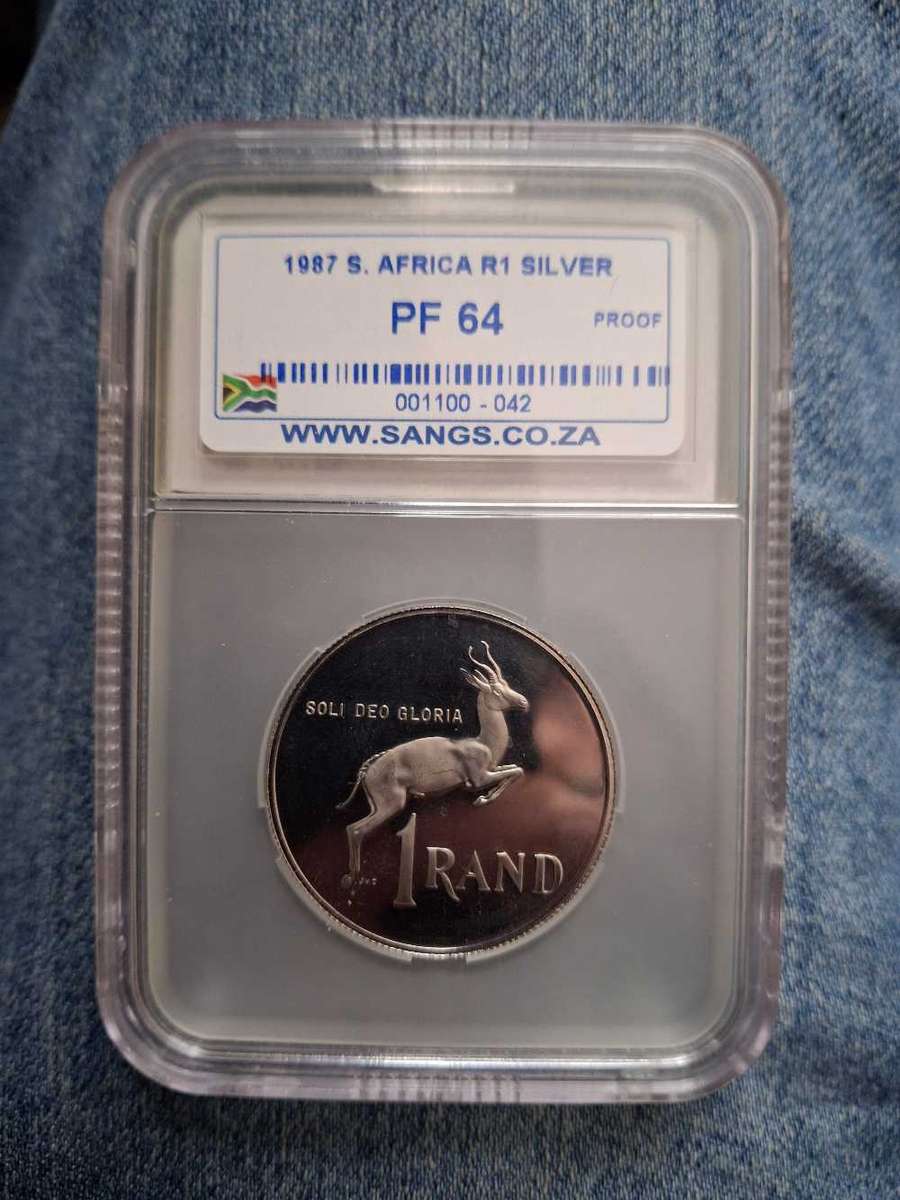 1987 S. AFRICA R1 SILVER
PF 64
PROOF
001100 - 042
WWW.SANGS.CO.ZA
SOLI DEO GLORIA
1 RAND